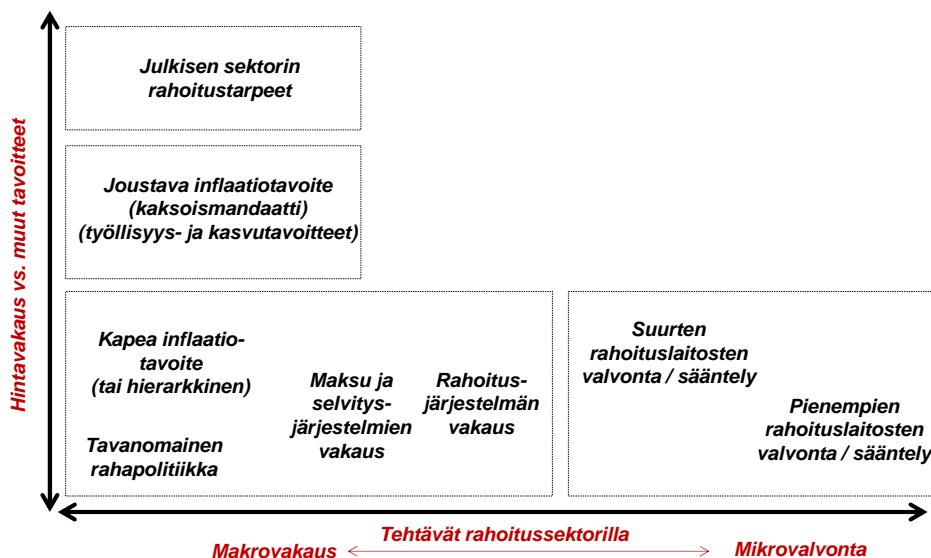 Hintavakaus vs. muut tavoitteet
Julkisen sektorin
rahoitustarpeet
Joustava inflaatiotavoite
(kaksoismandaatti)
(työllisyys- ja kasvutavoitteet)
Kapea inflaatio-
tavoite
(tai hierarkkinen)
Tavanomainen
rahapolitiikka
Maksu ja
selvitys-
järjestelmien
vakaus
Rahoitus-
järjestelmän
vakaus
Suurten
rahoituslaitosten
valvonta / sääntely
Pienempien
rahoituslaitosten
valvonta / sääntely
Tehtävät rahoitussektorilla
Makrovakaus
Mikrovalvonta